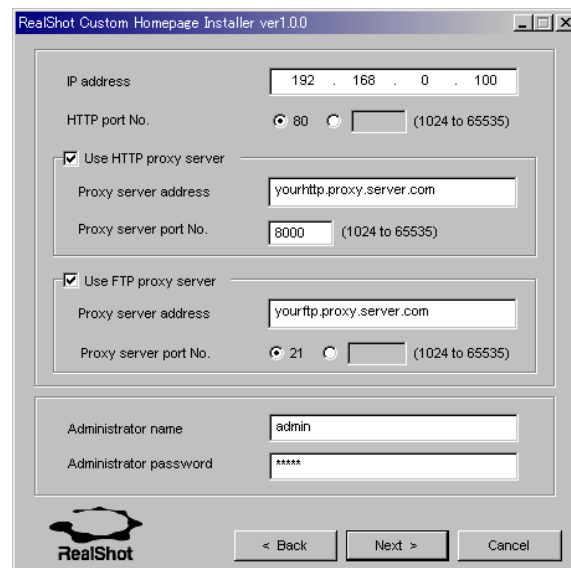 RealShot Custom Homepage Installer ver1.0.0
IP address 192 . 168 . 0 . 100
HTTP port No. 80 (1024 to 65535)
Use HTTP proxy server
Proxy server address yourhttp.proxy.server.com
Proxy server port No. 8000 (1024 to 65535)
Use FTP proxy server
Proxy server address yourftp.proxy.server.com
Proxy server port No. 21 (1024 to 65535)
Administrator name admin
Administrator password *****
RealShot
< Back Next > Cancel